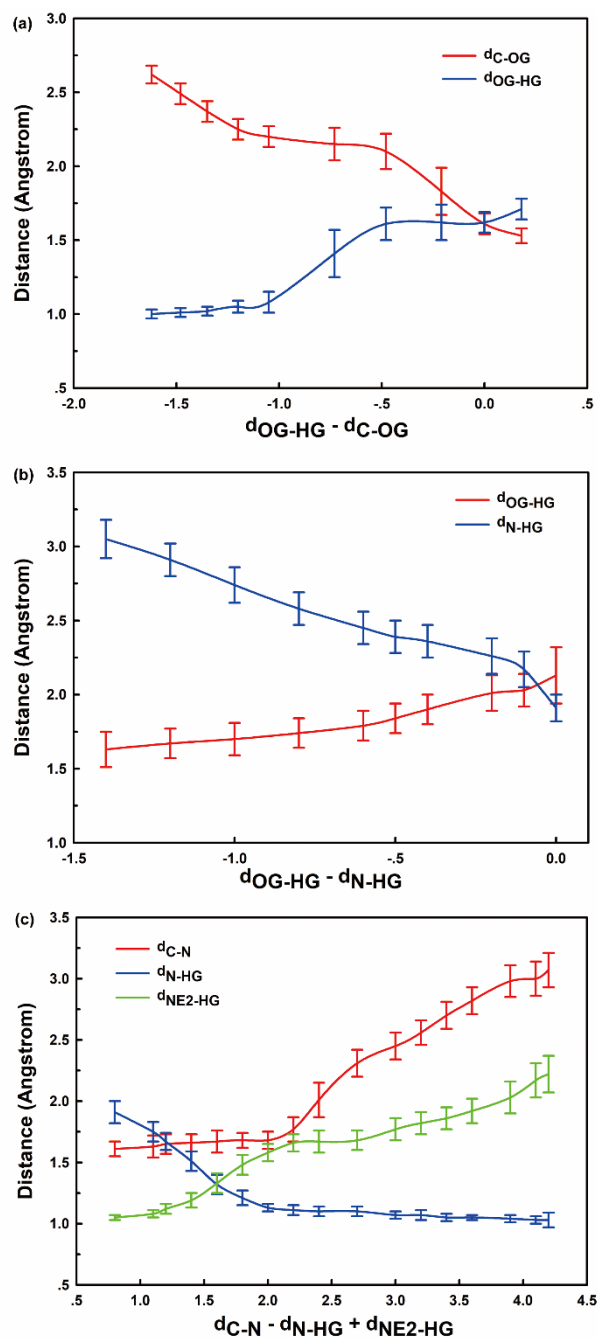 (a)
3.0
2.5
2.0
1.5
1.0
.5
Distance (Angstrom)
dC-OG
dOG-HG
-2.0 -1.5 -1.0 -.5 0.0 .5
dOG-HG - dC-OG
(b)
3.5
3.0
2.5
2.0
1.5
1.0
Distance (Angstrom)
dOG-HG
dN-HG
-1.5 -1.0 -.5 0.0
dOG-HG - dN-HG
(c)
3.5
3.0
2.5
2.0
1.5
1.0
.5
Distance (Angstrom)
dC-N
dN-HG
dNE2-HG
.5 1.0 1.5 2.0 2.5 3.0 3.5 4.0 4.5
dC-N - dN-HG + dNE2-HG